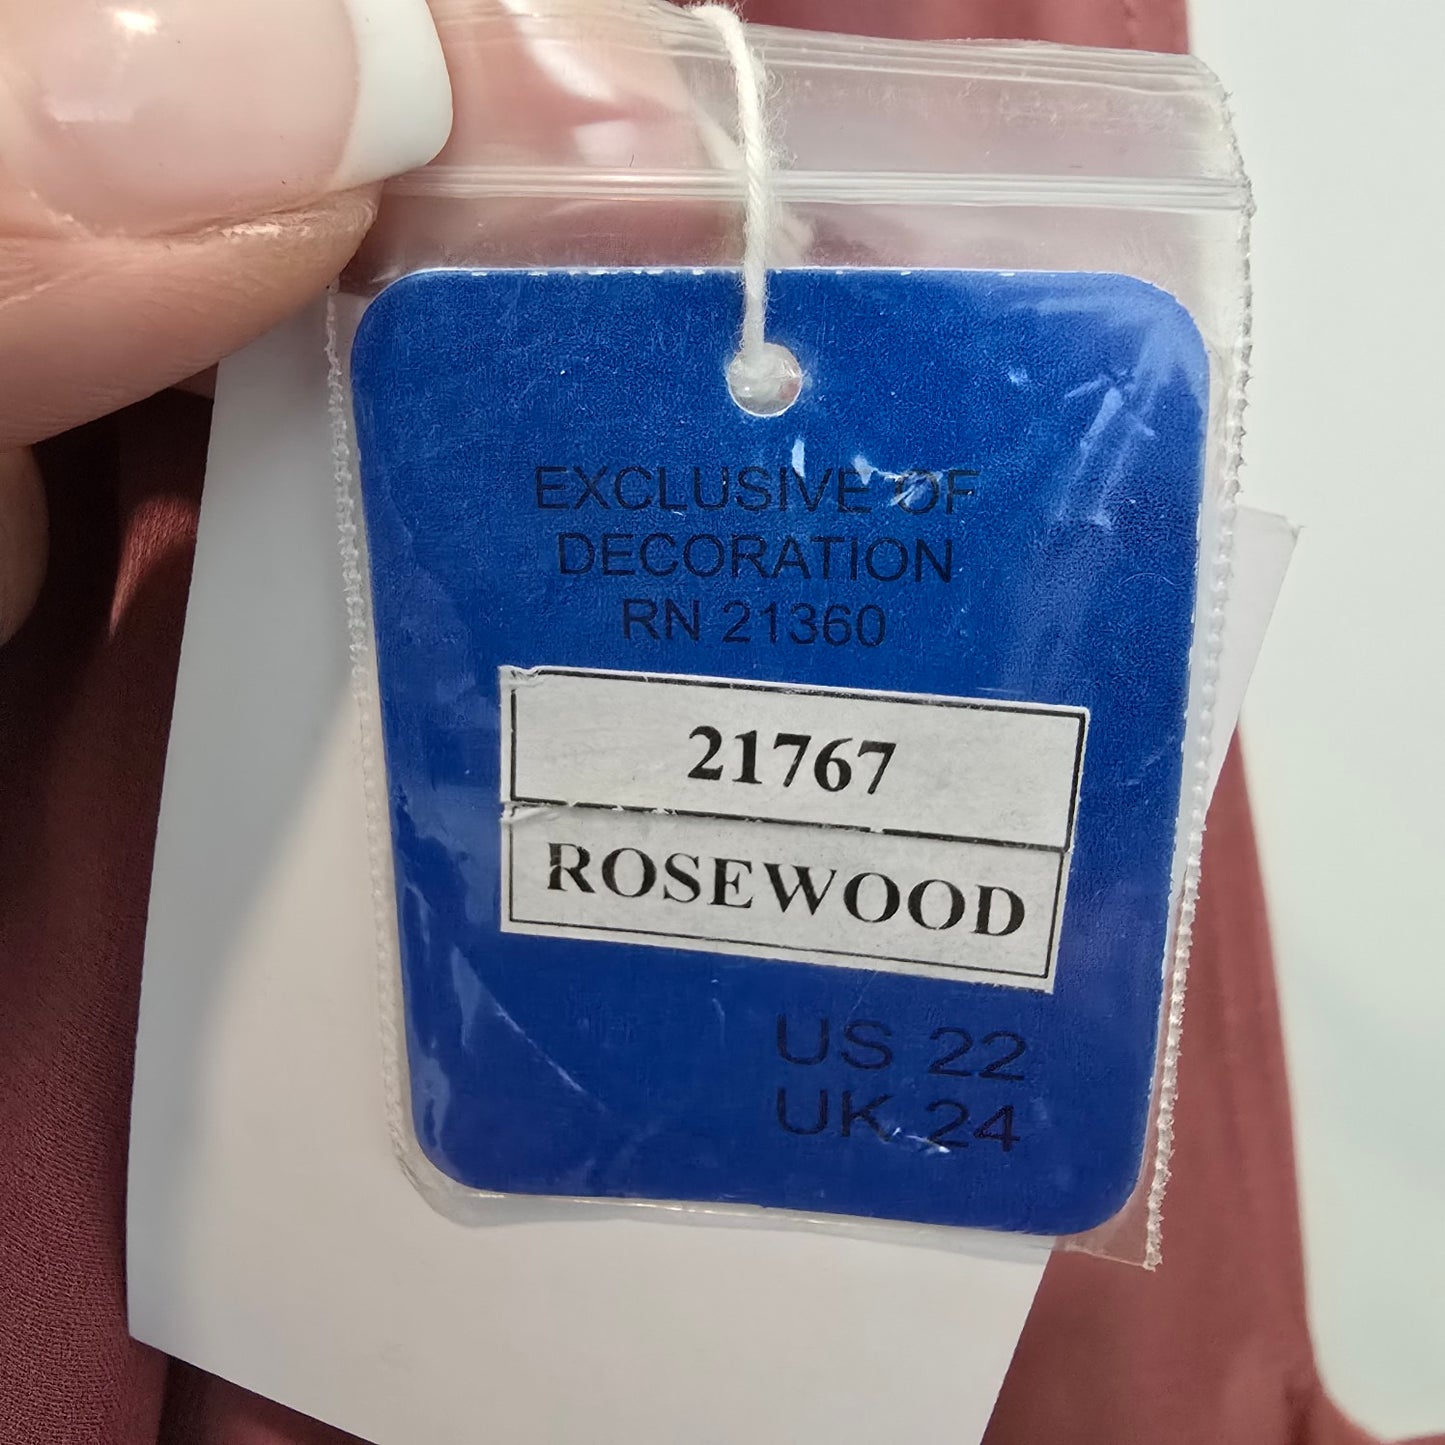 EXCLUSIVE OF
DECORATION
RN 21360
21767
ROSEWOOD
US 22
UK 24